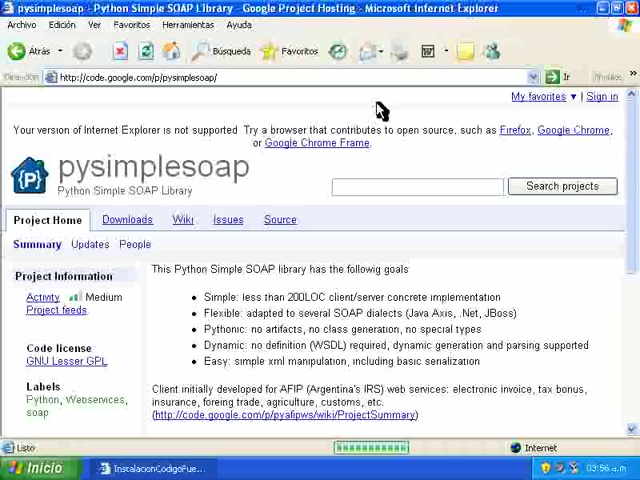 pysimplesoap - Python Simple SOAP Library - Google Project Hosting - Microsoft Internet Explorer
Archivo Edición Ver Favoritos Herramientas Ayuda
Atrás Búsqueda Favoritos
Dirección http://code.google.com/p/pysimplesoap/ Ir
My favorites ▼ | Sign in
Your version of Internet Explorer is not supported Try a browser that contributes to open source, such as Firefox, Google Chrome,
or Google Chrome Frame.
{P}
pysimplesoap
Python Simple SOAP Library
Search projects
Project Home Downloads Wiki Issues Source
Summary Updates People
Project Information
Activity Medium
Project feeds
Code license
GNU Lesser GPL
Labels
Python, Webservices,
soap
This Python Simple SOAP library has the followig goals
• Simple: less than 200LOC client/server concrete implementation
• Flexible: adapted to several SOAP dialects (Java Axis, .Net, JBoss)
• Pythonic: no artifacts, no class generation, no special types
• Dynamic: no definition (WSDL) required, dynamic generation and parsing supported
• Easy: simple xml manipulation, including basic serialization
Client initially developed for AFIP (Argentina's IRS) web services: electronic invoice, tax bonus,
insurance, foreing trade, agriculture, customs, etc.
(http://code.google.com/p/pyafipws/wiki/ProjectSummary)
Listo Internet
Inicio InstalacionCodigoFue... 03:56 a.m